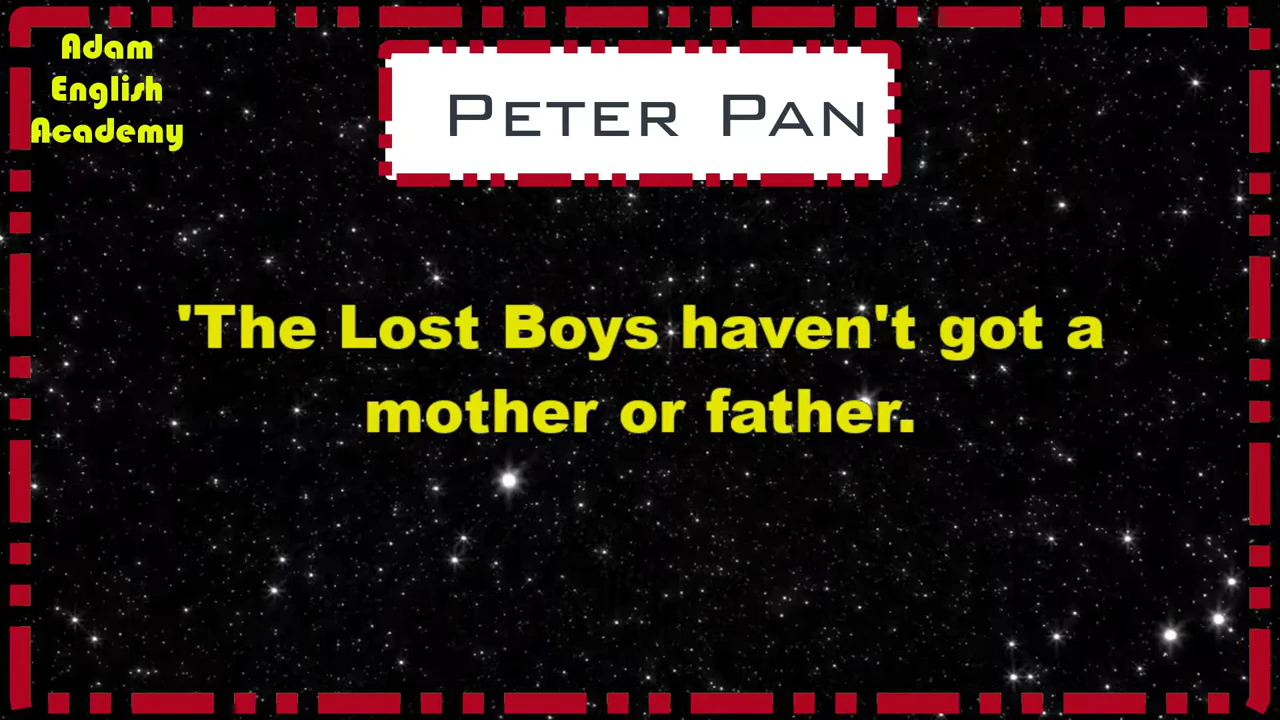 Adam
English
Academy
Peter Pan
'The Lost Boys haven't got a
mother or father.